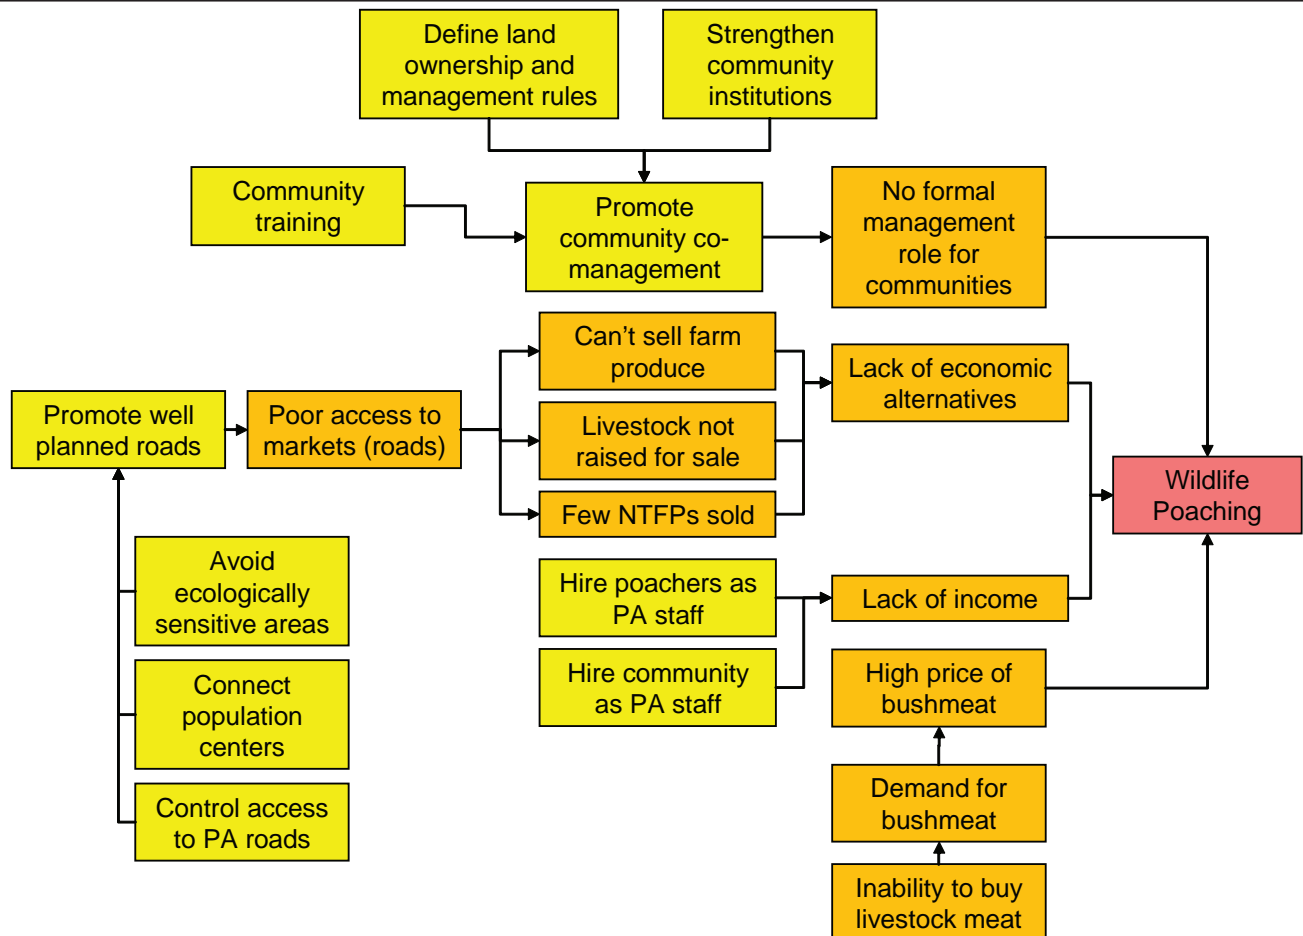 Define land
ownership and
management rules
Strengthen
community
institutions
Community
training
Promote
community co-
management
No formal
management
role for
communities
Can't sell farm
produce
Lack of economic
alternatives
Promote well
planned roads
Poor access to
markets (roads)
Livestock not
raised for sale
Wildlife
Poaching
Few NTFPs sold
Avoid
ecologically
sensitive areas
Hire poachers as
PA staff
Lack of income
Connect
population
centers
Hire community
as PA staff
High price of
bushmeat
Control access
to PA roads
Demand for
bushmeat
Inability to buy
livestock meat